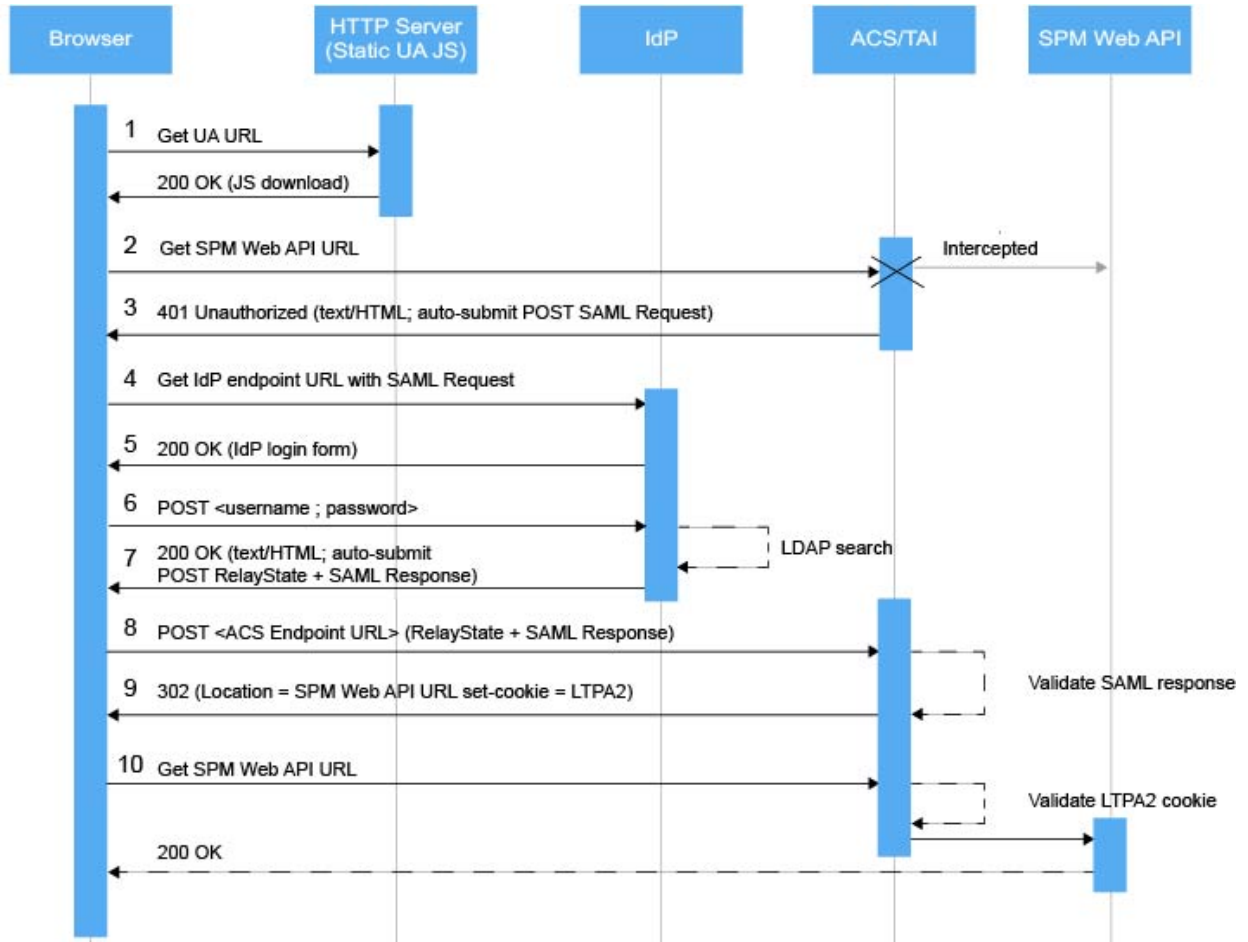 Browser
HTTP Server
(Static UA JS)
IdP
ACS/TAI
SPM Web API
1 Get UA URL
200 OK (JS download)
2 Get SPM Web API URL
Intercepted
3 401 Unauthorized (text/HTML; auto-submit POST SAML Request)
4 Get IdP endpoint URL with SAML Request
5 200 OK (IdP login form)
6 POST <username ; password>
LDAP search
7 200 OK (text/HTML; auto-submit
POST RelayState + SAML Response)
8 POST <ACS Endpoint URL> (RelayState + SAML Response)
Validate SAML response
9 302 (Location = SPM Web API URL set-cookie = LTPA2)
10 Get SPM Web API URL
Validate LTPA2 cookie
200 OK